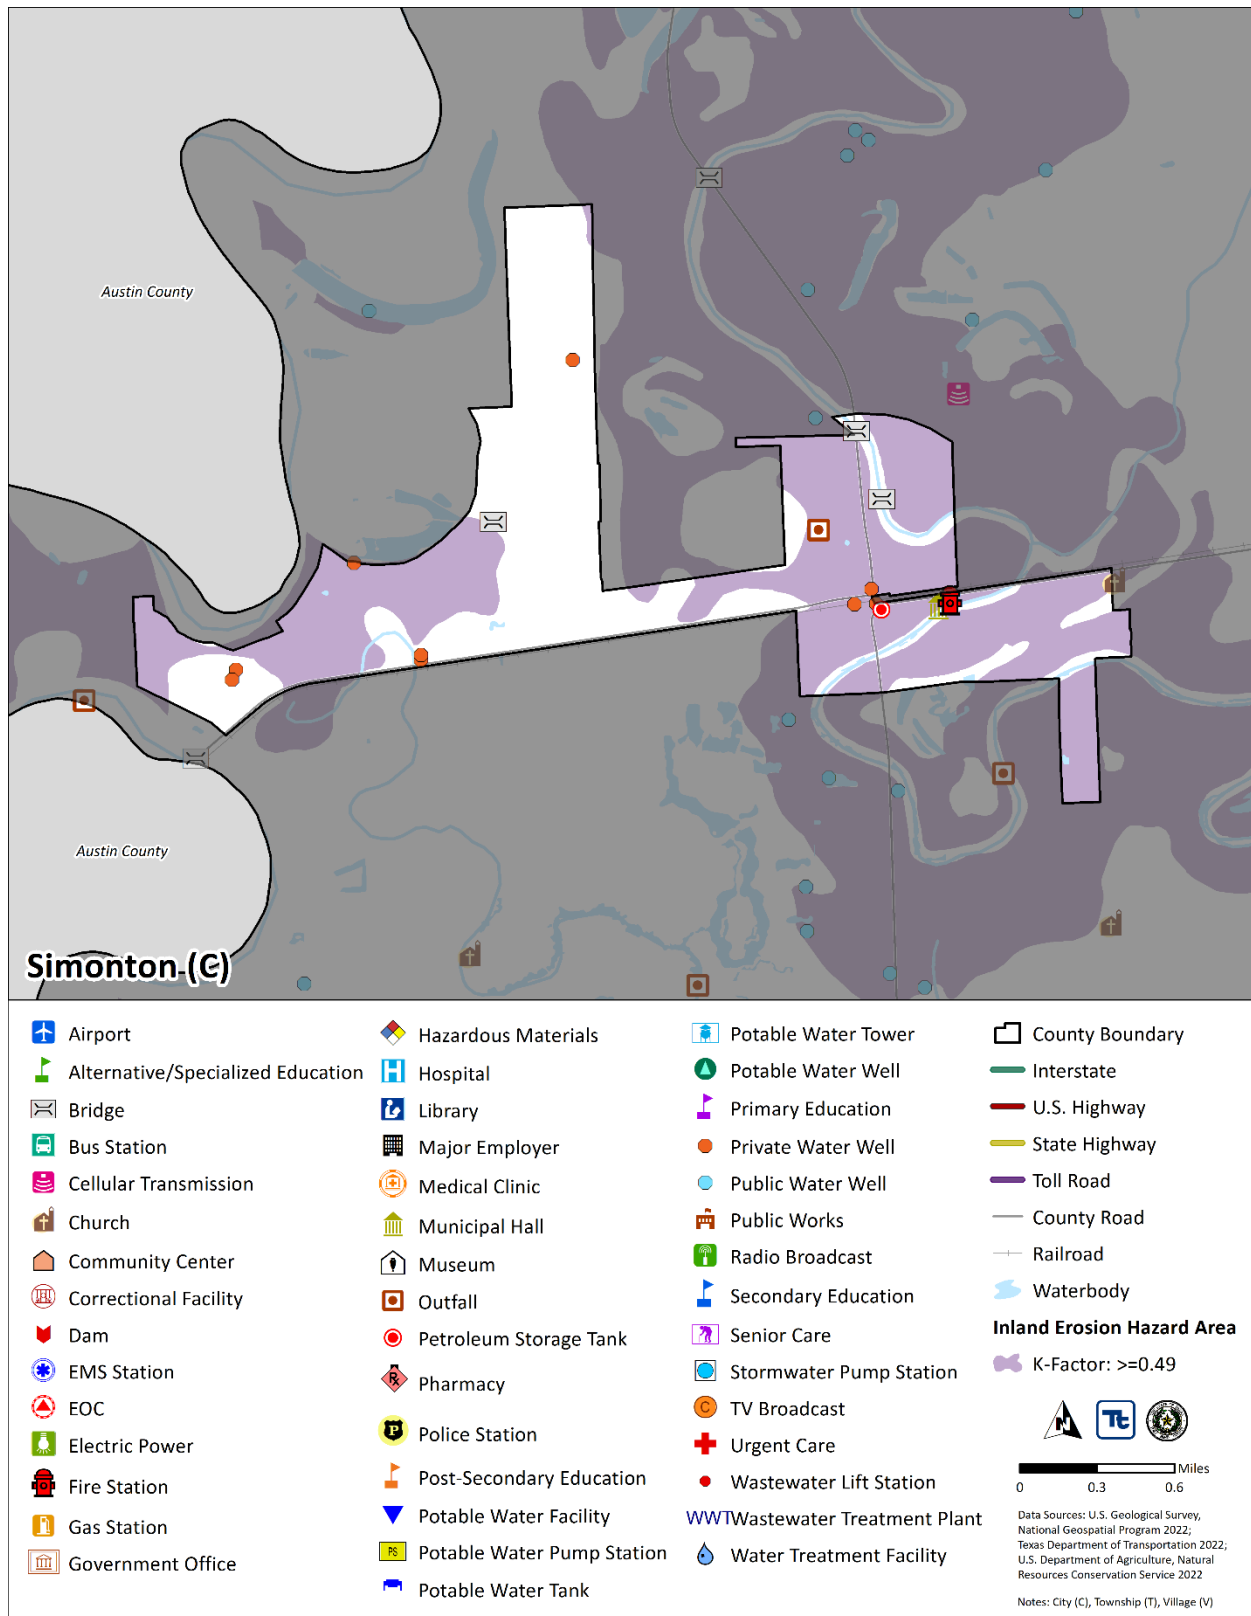 Austin County
Austin County
Simonton (C)
Airport
Alternative/Specialized Education
Bridge
Bus Station
Cellular Transmission
Church
Community Center
Correctional Facility
Dam
EMS Station
EOC
Electric Power
Fire Station
Gas Station
Government Office
Hazardous Materials
H
Hospital
Library
Major Employer
Medical Clinic
Municipal Hall
Museum
Outfall
Petroleum Storage Tank
Rx
Pharmacy
P
Police Station
Post-Secondary Education
Potable Water Facility
PS
Potable Water Pump Station
Potable Water Tank
Potable Water Tower
Potable Water Well
Primary Education
Private Water Well
Public Water Well
Public Works
Radio Broadcast
Secondary Education
Senior Care
Stormwater Pump Station
C
TV Broadcast
Urgent Care
Wastewater Lift Station
WWT Wastewater Treatment Plant
Water Treatment Facility
County Boundary
Interstate
U.S. Highway
State Highway
Toll Road
County Road
Railroad
Waterbody
Inland Erosion Hazard Area
K-Factor: >=0.49
N
Tt
Miles
0 0.3 0.6
Data Sources: U.S. Geological Survey,
National Geospatial Program 2022;
Texas Department of Transportation 2022;
U.S. Department of Agriculture, Natural
Resources Conservation Service 2022
Notes: City (C), Township (T), Village (V)